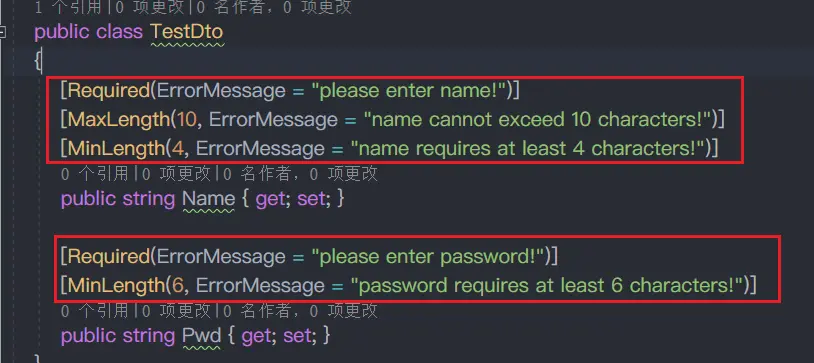 1 个引用|0 项更改|0 名作者，0 项更改
public class TestDto
{
[Required(ErrorMessage = "please enter name!")]
[MaxLength(10, ErrorMessage = "name cannot exceed 10 characters!")]
[MinLength(4, ErrorMessage = "name requires at least 4 characters!")]
0 个引用|0 项更改|0 名作者，0 项更改
public string Name { get; set; }
[Required(ErrorMessage = "please enter password!")]
[MinLength(6, ErrorMessage = "password requires at least 6 characters!")]
0 个引用|0 项更改|0 名作者，0 项更改
public string Pwd { get; set; }
}